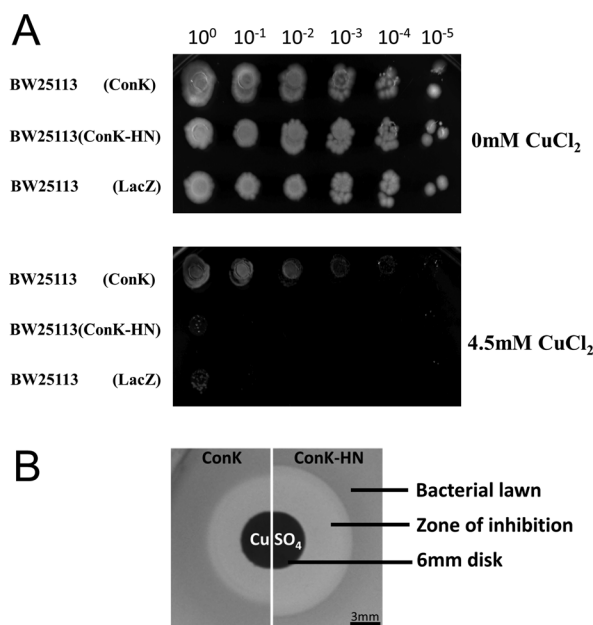 A
10⁰ 10⁻¹ 10⁻² 10⁻³ 10⁻⁴ 10⁻⁵
BW25113 (ConK)
BW25113(ConK-HN)
BW25113 (LacZ)
0mM CuCl₂
BW25113 (ConK)
BW25113(ConK-HN)
BW25113 (LacZ)
4.5mM CuCl₂
B
ConK ConK-HN
CuSO₄
Bacterial lawn
Zone of inhibition
6mm disk
3mm